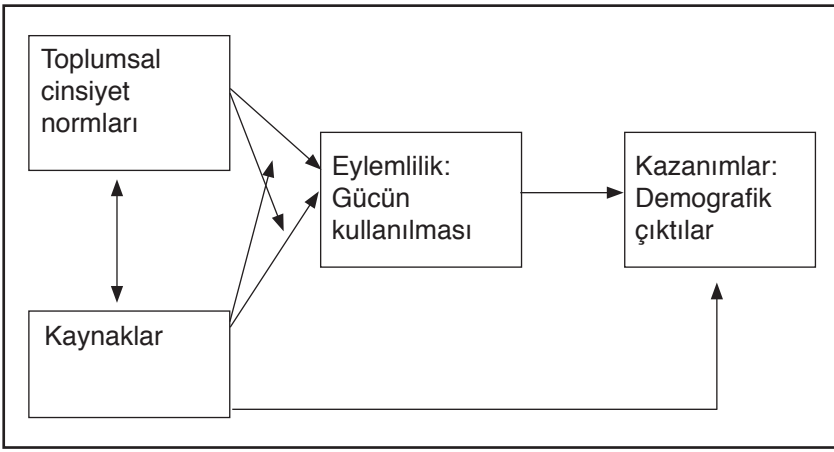 Toplumsal
cinsiyet
normları
Eylemlilik:
Gücün
kullanılması
Kazanımlar:
Demografik
çıktılar
Kaynaklar